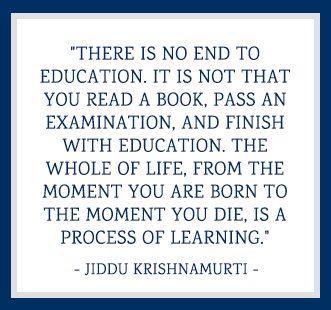 "THERE IS NO END TO
EDUCATION. IT IS NOT THAT
YOU READ A BOOK, PASS AN
EXAMINATION, AND FINISH
WITH EDUCATION. THE
WHOLE OF LIFE, FROM THE
MOMENT YOU ARE BORN TO
THE MOMENT YOU DIE, IS A
PROCESS OF LEARNING."
- JIDDU KRISHNAMURTI -